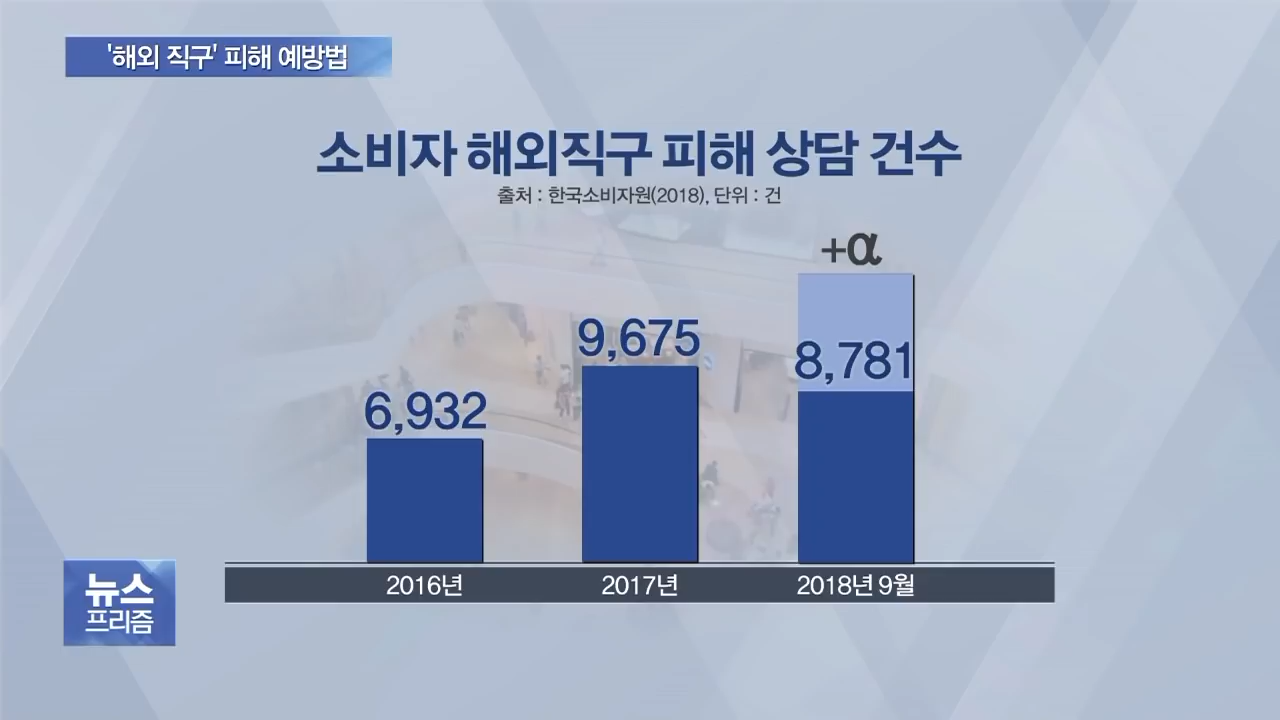 '해외 직구' 피해 예방법
소비자 해외직구 피해 상담 건수
출처 : 한국소비자원(2018), 단위 : 건
+α
9,675
8,781
6,932
2016년
2017년
2018년 9월
뉴스
프리즘